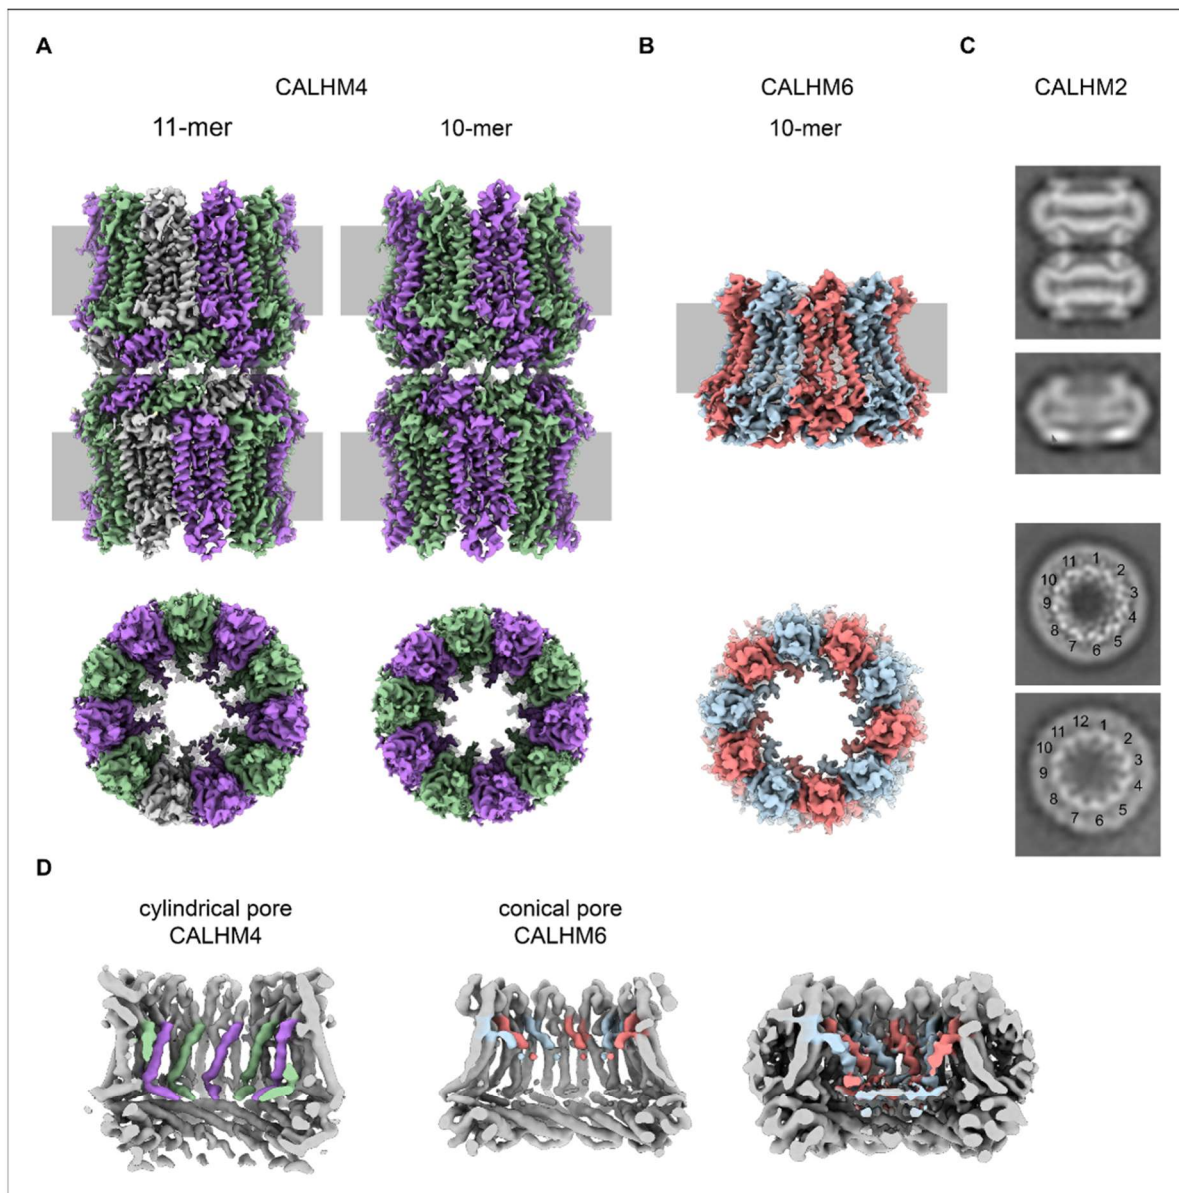 A
B
C
CALHM4
CALHM6
CALHM2
11-mer
10-mer
10-mer
11 1
10 2
9 3
8 4
7 6 5
12 1
11 2
10 3
9 4
8 5
7 6
D
cylindrical pore
CALHM4
conical pore
CALHM6